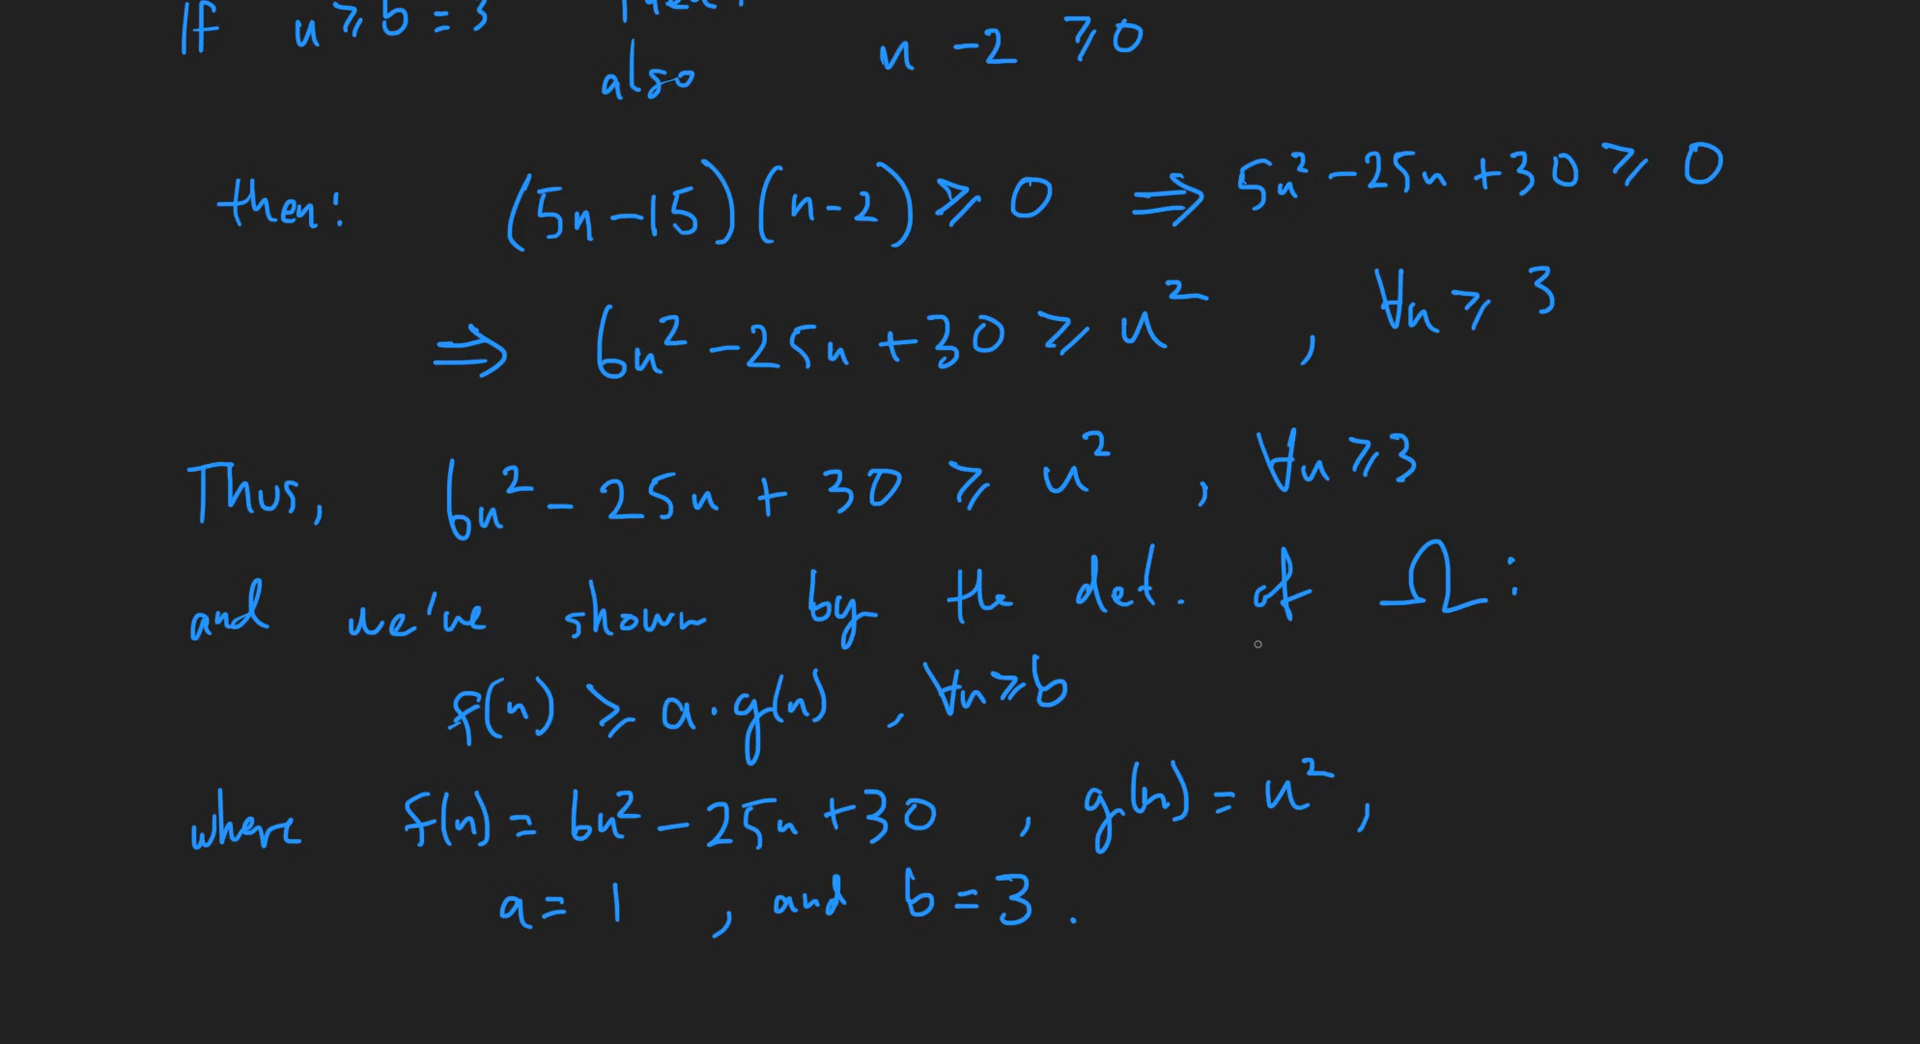 If n ⩾ b = 3
also n - 2 ⩾ 0
then: (5n - 15)(n - 2) ⩾ 0 ⇒ 5n² - 25n + 30 ⩾ 0
⇒ 6n² - 25n + 30 ⩾ n² , ∀n ⩾ 3
Thus, 6n² - 25n + 30 ⩾ n² , ∀n ⩾ 3
and we've shown by the def. of Ω:
f(n) ⩾ a · g(n) , ∀n ⩾ b
where f(n) = 6n² - 25n + 30 , g(n) = n² ,
a = 1 , and b = 3 .